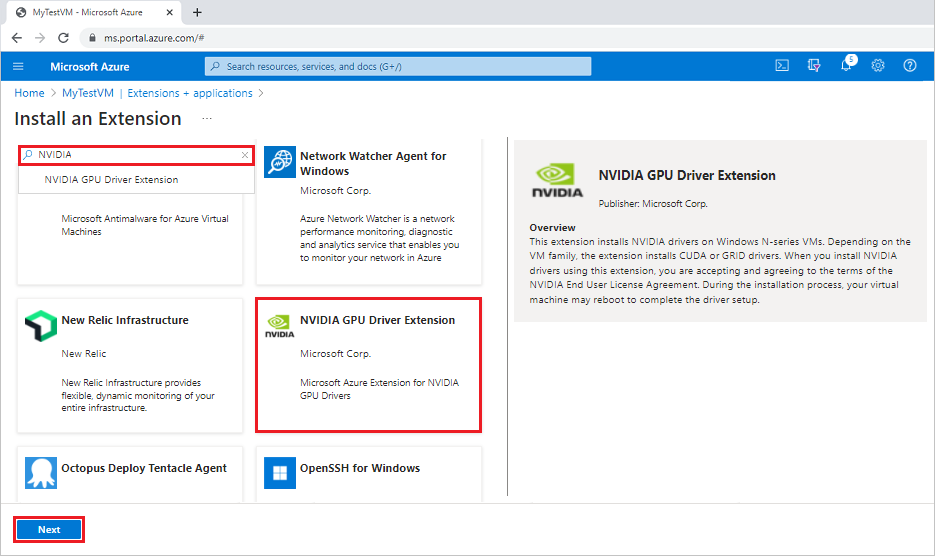 MyTestVM - Microsoft Azure
ms.portal.azure.com/#
Microsoft Azure
Search resources, services, and docs (G+/)
5
Home > MyTestVM | Extensions + applications >
Install an Extension ...
NVIDIA
NVIDIA GPU Driver Extension
Microsoft Antimalware for Azure Virtual
Machines
Network Watcher Agent for
Windows
Microsoft Corp.
Azure Network Watcher is a network
performance monitoring, diagnostic
and analytics service that enables you
to monitor your network in Azure
New Relic Infrastructure
New Relic
New Relic Infrastructure provides
flexible, dynamic monitoring of your
entire infrastructure.
NVIDIA
NVIDIA GPU Driver Extension
Microsoft Corp.
Microsoft Azure Extension for NVIDIA
GPU Drivers
Octopus Deploy Tentacle Agent
OpenSSH for Windows
NVIDIA
NVIDIA GPU Driver Extension
Publisher: Microsoft Corp.
Overview
This extension installs NVIDIA drivers on Windows N-series VMs. Depending on the
VM family, the extension installs CUDA or GRID drivers. When you install NVIDIA
drivers using this extension, you are accepting and agreeing to the terms of the
NVIDIA End User License Agreement. During the installation process, your virtual
machine may reboot to complete the driver setup.
Next